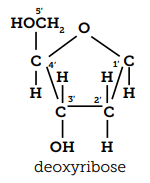 5'
HOCH2 O
C 4' 1' C
H H H H
C 3' 2' C
OH H
deoxyribose